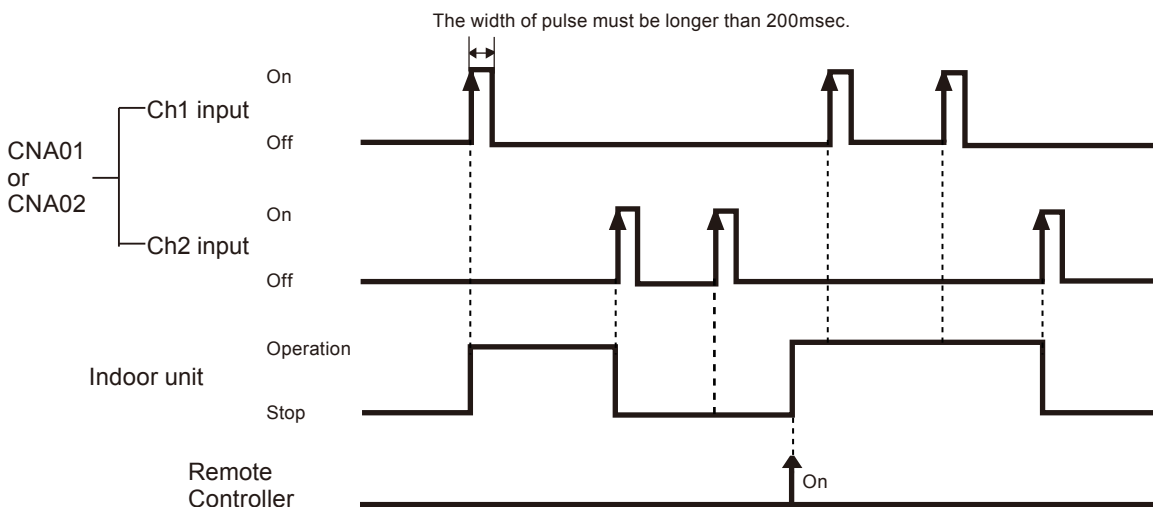 The width of pulse must be longer than 200msec.
On
Ch1 input
Off
CNA01
or
CNA02
On
Ch2 input
Off
Operation
Indoor unit
Stop
Remote
Controller
On